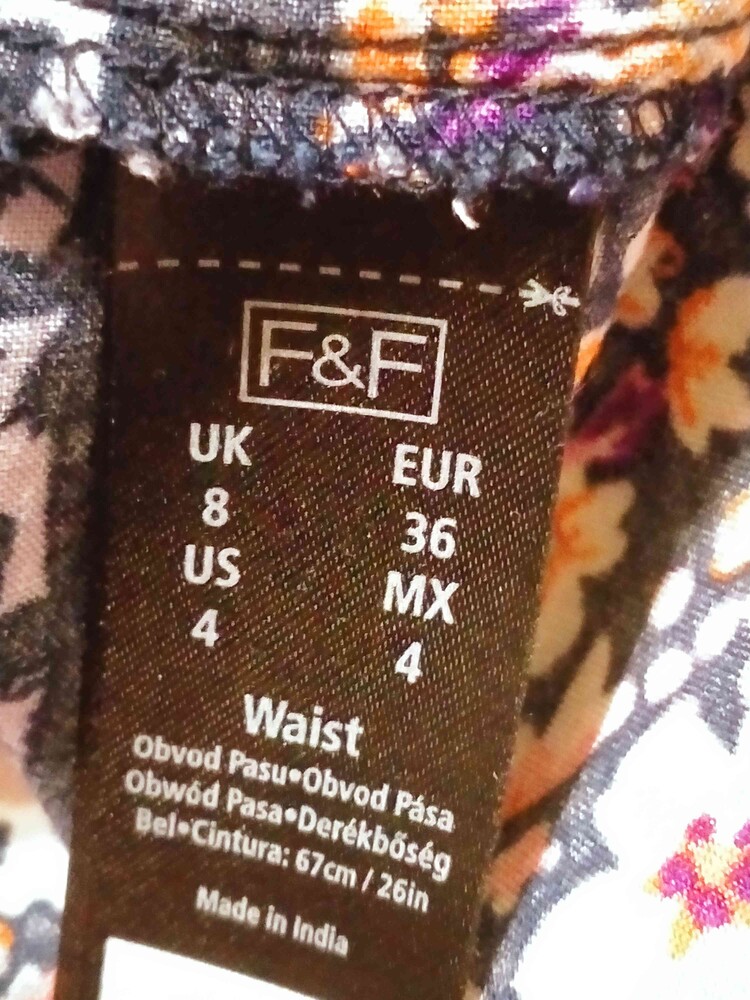 F&F
UK EUR
8 36
US MX
4 4
Waist
Obvod Pasu•Obvod Pása
Obwód Pasa•Derékbőség
Bel•Cintura: 67cm / 26in
Made in India